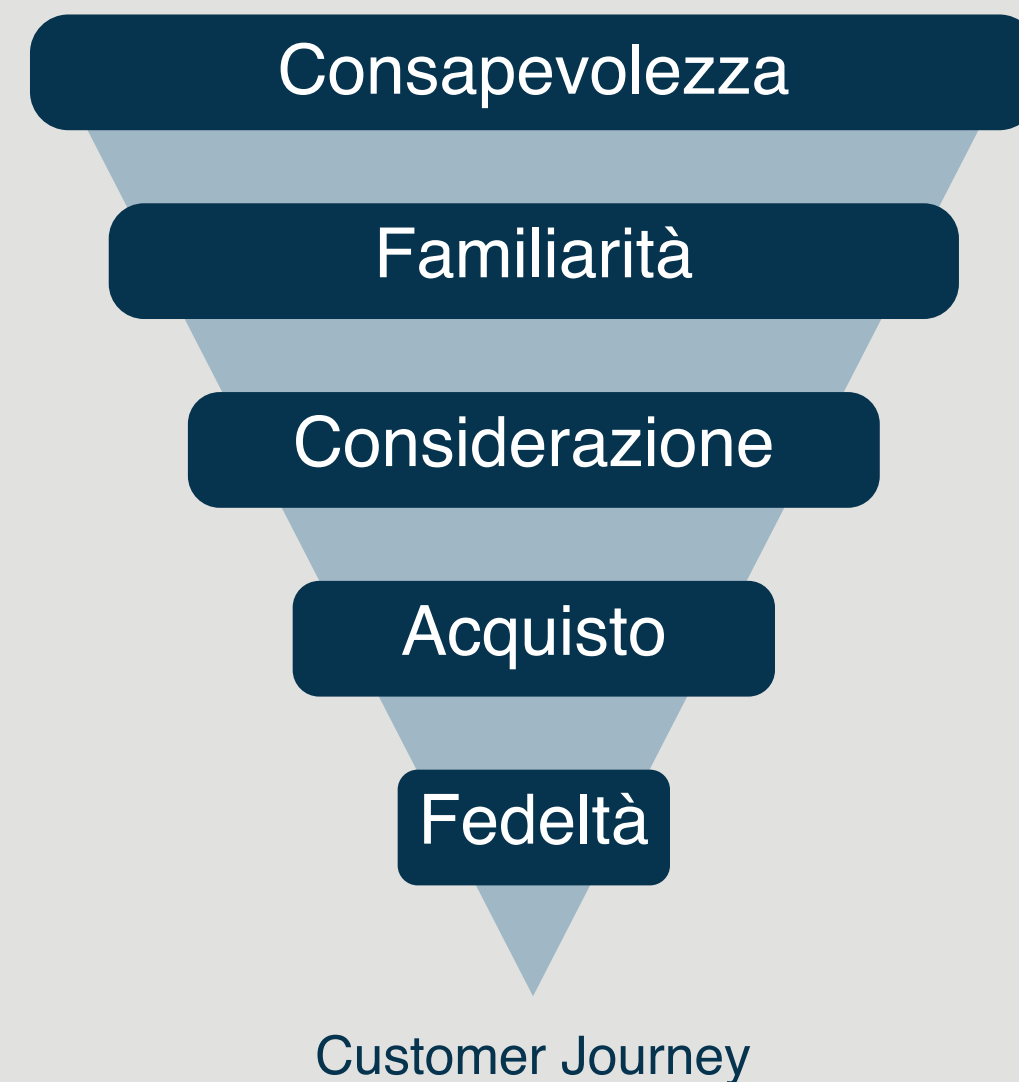 Consapevolezza
Familiarità
Considerazione
Acquisto
Fedeltà
Customer Journey